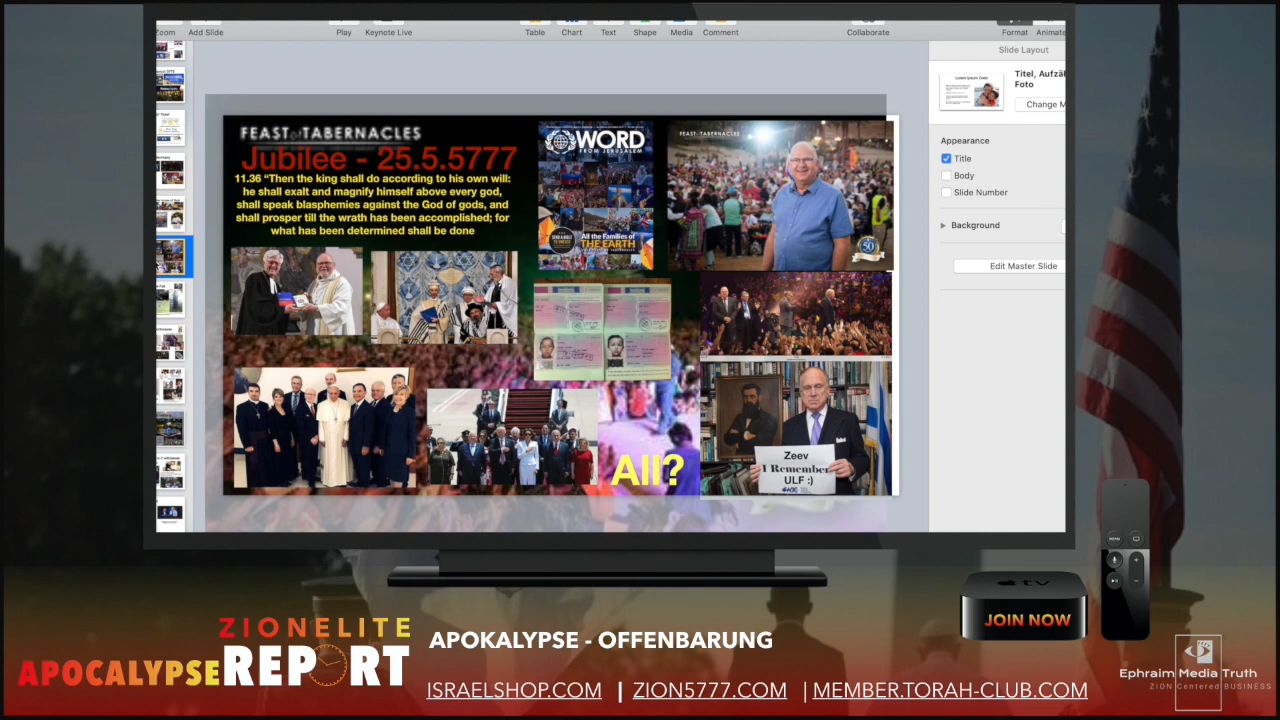 Zoom
Add Slide
Play
Keynote Live
Table
Chart
Text
Shape
Media
Comment
Collaborate
Format
Animate
Slide Layout
Titel, Aufzäh
Foto
Change M
Appearance
Title
Body
Slide Number
Background
Edit Master Slide
FEAST of TABERNACLES
Jubilee - 25.5.5777
11.36 “Then the king shall do according to his own will:
he shall exalt and magnify himself above every god,
shall speak blasphemies against the God of gods, and
shall prosper till the wrath has been accomplished; for
what has been determined shall be done
WORD
FROM JERUSALEM
All the Families of
THE EARTH
FEAST of TABERNACLES
50
All?
Zeev
I Remember
ULF :)
tv
JOIN NOW
MENU
ZIONELITE
APOCALYPSE REPORT
APOKALYPSE - OFFENBARUNG
ISRAELSHOP.COM | ZION5777.COM | MEMBER.TORAH-CLUB.COM
Ephraim Media Truth
ZION Centered BUSINESS